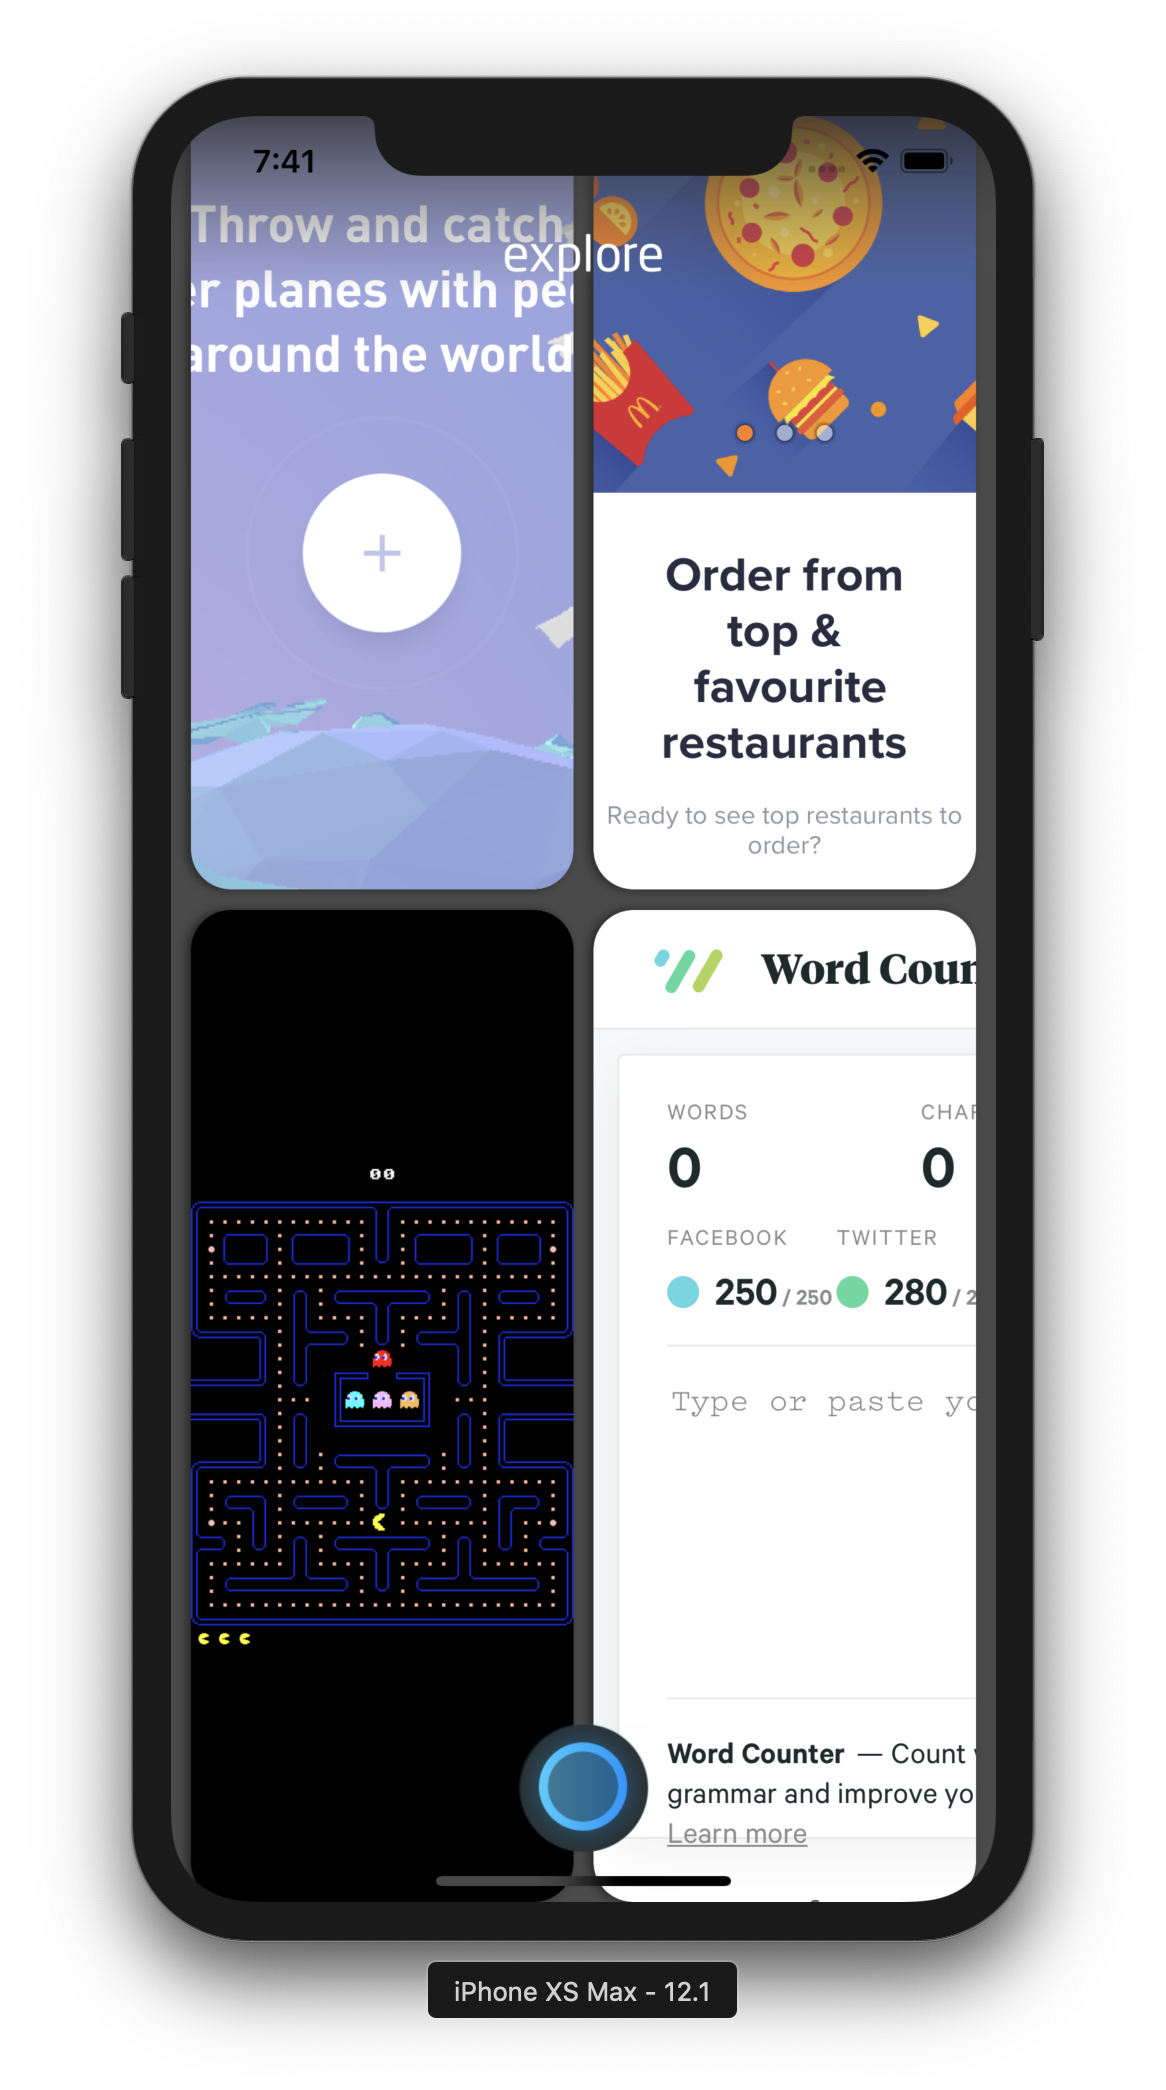 7:41
explore
Throw and catch
er planes with pe
around the world
Order from
top &
favourite
restaurants
Ready to see top restaurants to
order?
00
Word Coun
WORDS
0
CHAR
0
FACEBOOK
250 / 250
TWITTER
280 / 2
Type or paste yo
Word Counter — Count
grammar and improve yo
Learn more
iPhone XS Max - 12.1